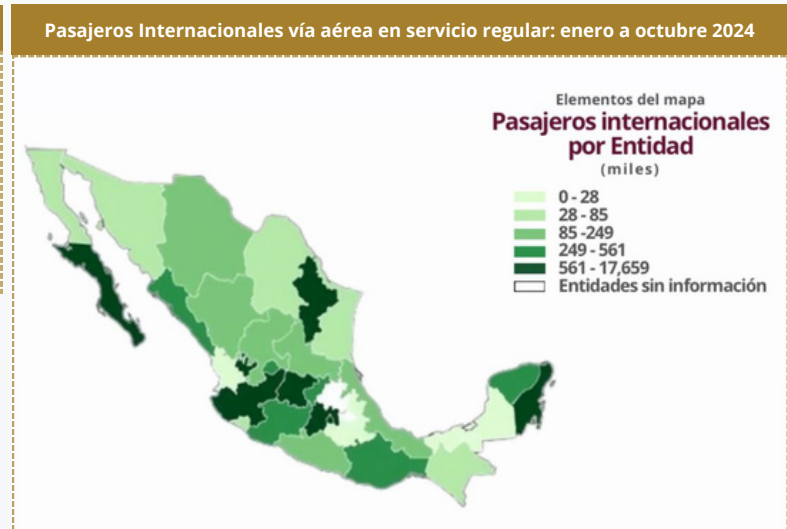 Pasajeros Internacionales vía aérea en servicio regular: enero a octubre 2024
Elementos del mapa
Pasajeros internacionales
por Entidad
(miles)
0 - 28
28 - 85
85 -249
249 - 561
561 - 17,659
Entidades sin información